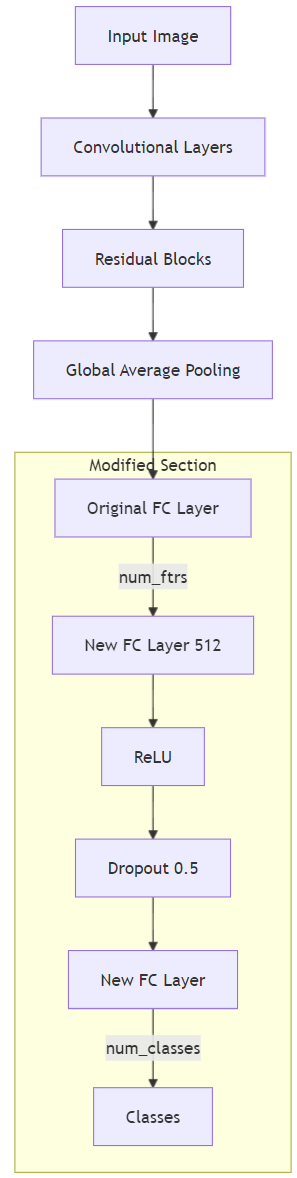 Input Image
Convolutional Layers
Residual Blocks
Global Average Pooling
Modified Section
Original FC Layer
num_ftrs
New FC Layer 512
ReLU
Dropout 0.5
New FC Layer
num_classes
Classes